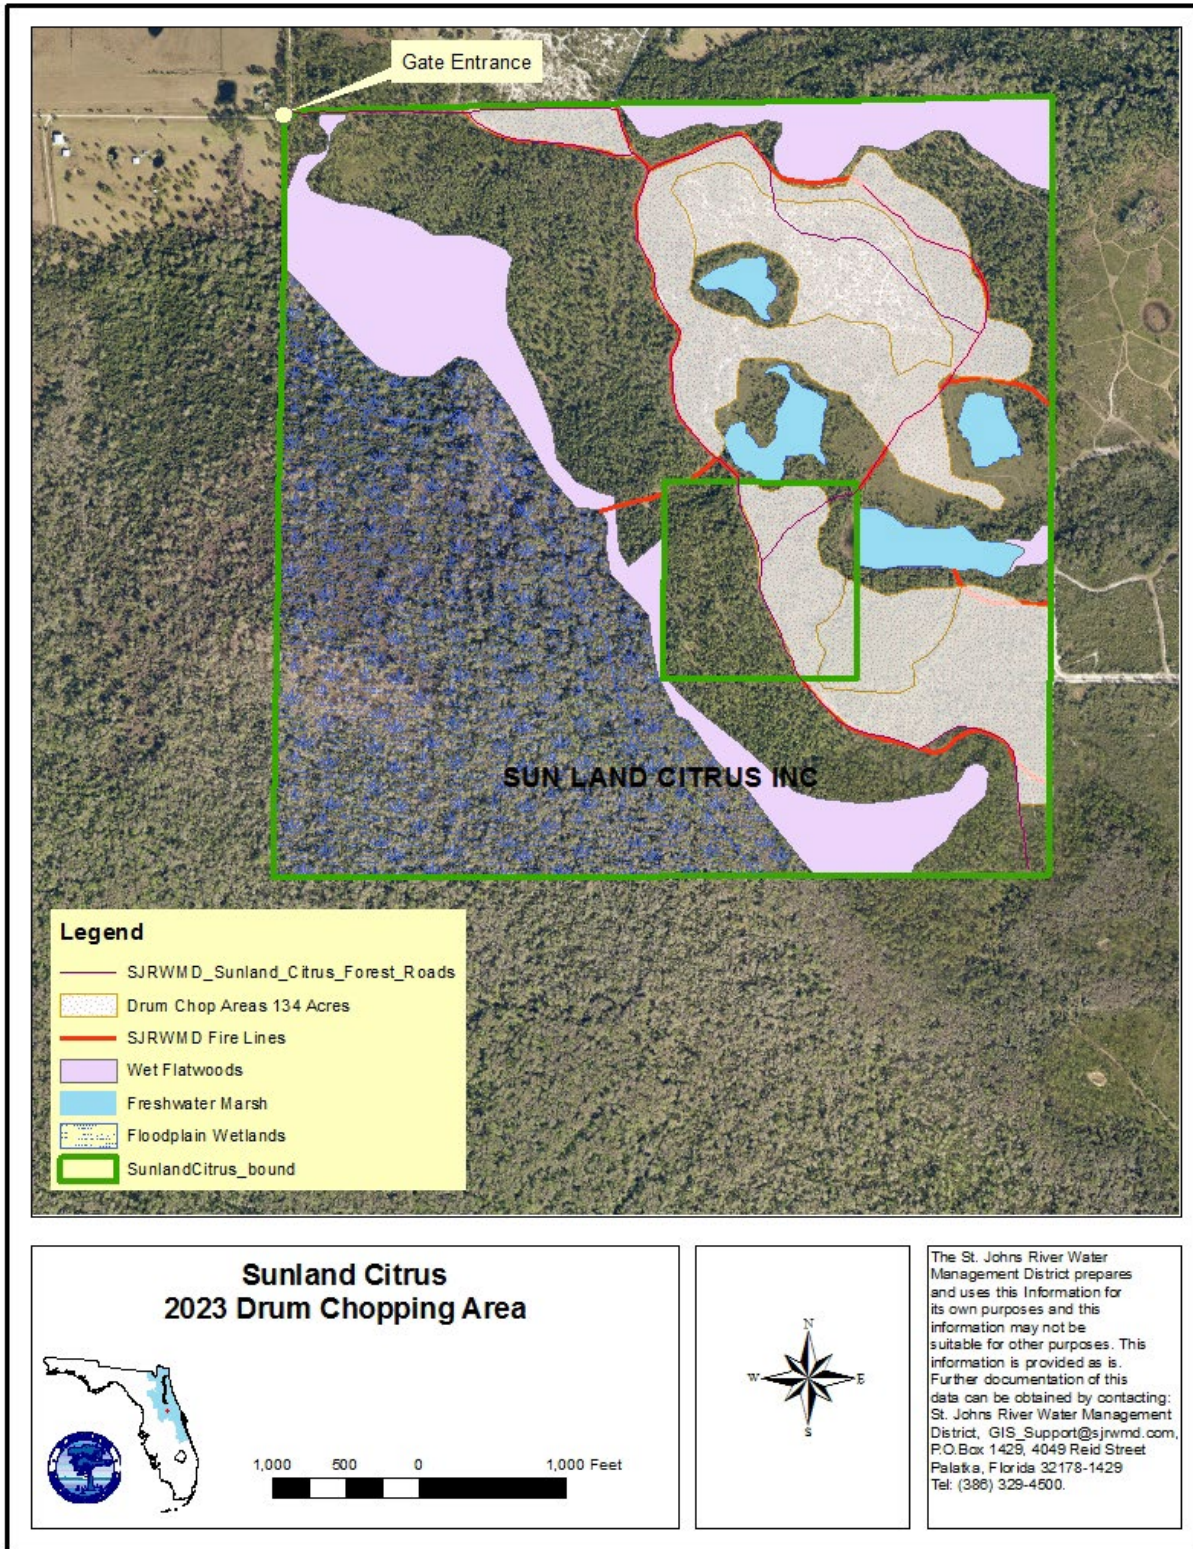 Gate Entrance
SUN LAND CITRUS INC
Legend
SJRWMD_Sunland_Citrus_Forest_Roads
Drum Chop Areas 134 Acres
SJRWMD Fire Lines
Wet Flatwoods
Freshwater Marsh
Floodplain Wetlands
SunlandCitrus_bound
Sunland Citrus
2023 Drum Chopping Area
1,000 500 0 1,000 Feet
N
W E
S
The St. Johns River Water
Management District prepares
and uses this Information for
its own purposes and this
information may not be
suitable for other purposes. This
information is provided as is.
Further documentation of this
data can be obtained by contacting:
St. Johns River Water Management
District, GIS_Support@sjrwmd.com,
P.O.Box 1429, 4049 Reid Street
Palatka, Florida 32178-1429
Tel: (386) 329-4500.